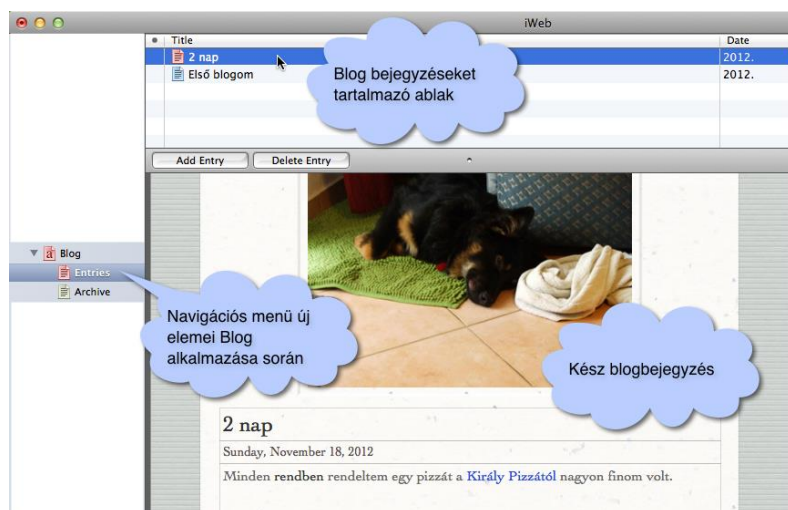 iWeb
Title Date
2 nap 2012.
Első blogom 2012.
Blog bejegyzéseket
tartalmazó ablak
Add Entry Delete Entry
Blog
Entries
Archive
Navigációs menü új
elemei Blog
alkalmazása során
Kész blogbejegyzés
2 nap
Sunday, November 18, 2012
Minden rendben rendeltem egy pizzát a Király Pizzától nagyon finom volt.